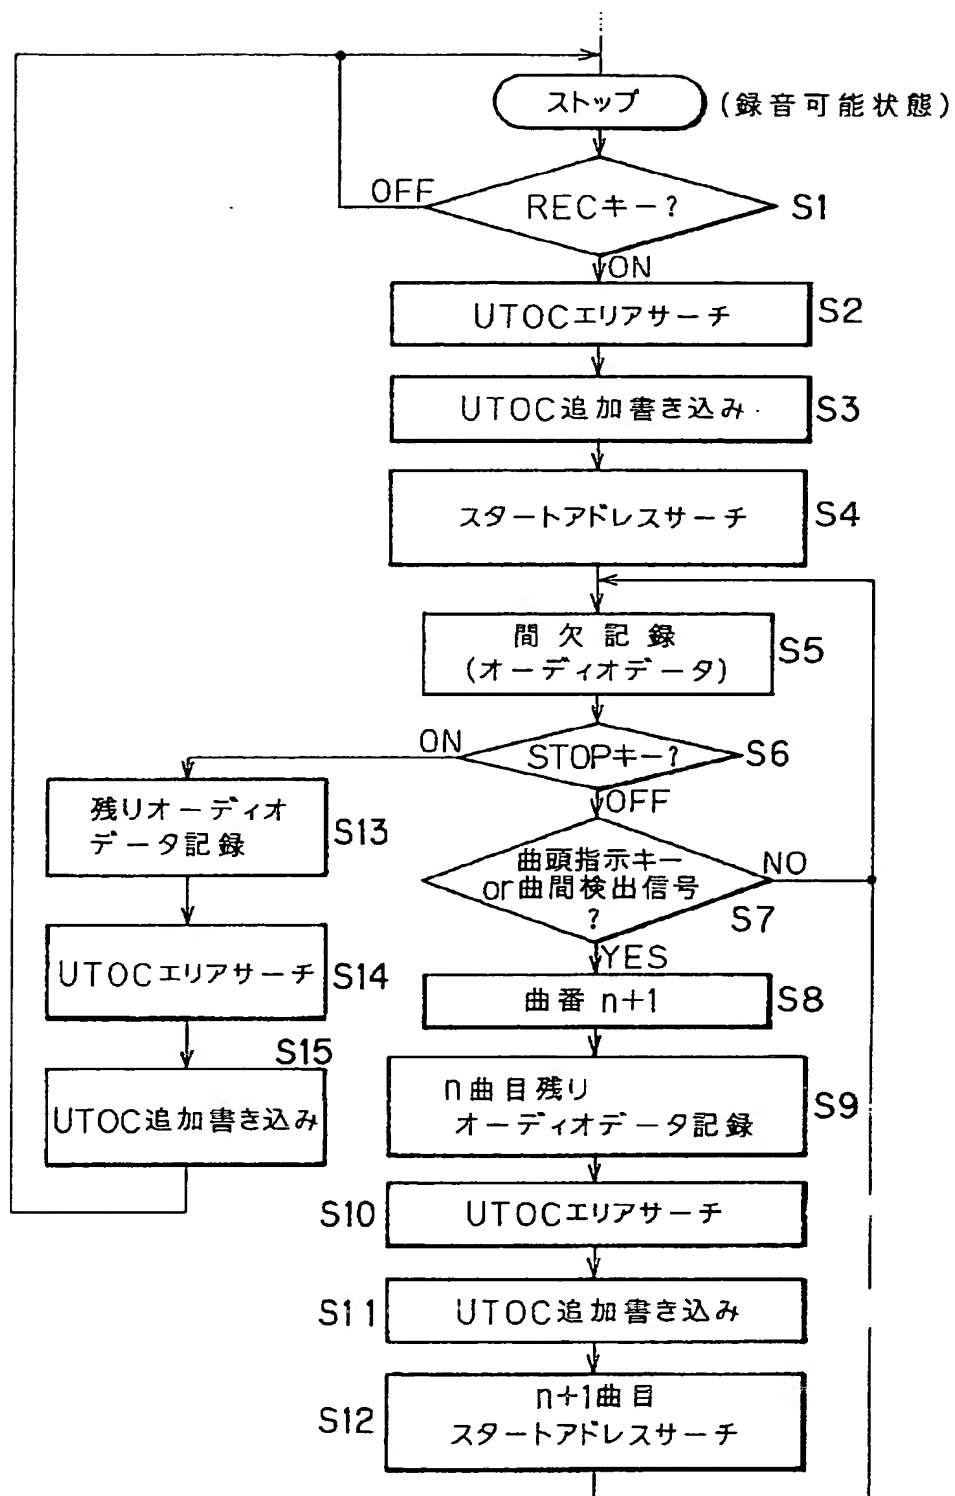 ストップ
(録音可能状態)
OFF
RECキー?
S1
ON
UTOCエリアサーチ
S2
UTOC追加書き込み
S3
スタートアドレスサーチ
S4
間欠記録
(オーディオデータ)
S5
ON
STOPキー?
S6
OFF
残りオーディオ
データ記録
S13
曲頭指示キー
or曲間検出信号
?
NO
S7
YES
UTOCエリアサーチ
S14
曲番 n+1
S8
S15
UTOC追加書き込み
n曲目残り
オーディオデータ記録
S9
S10
UTOCエリアサーチ
S11
UTOC追加書き込み
S12
n+1曲目
スタートアドレスサーチ